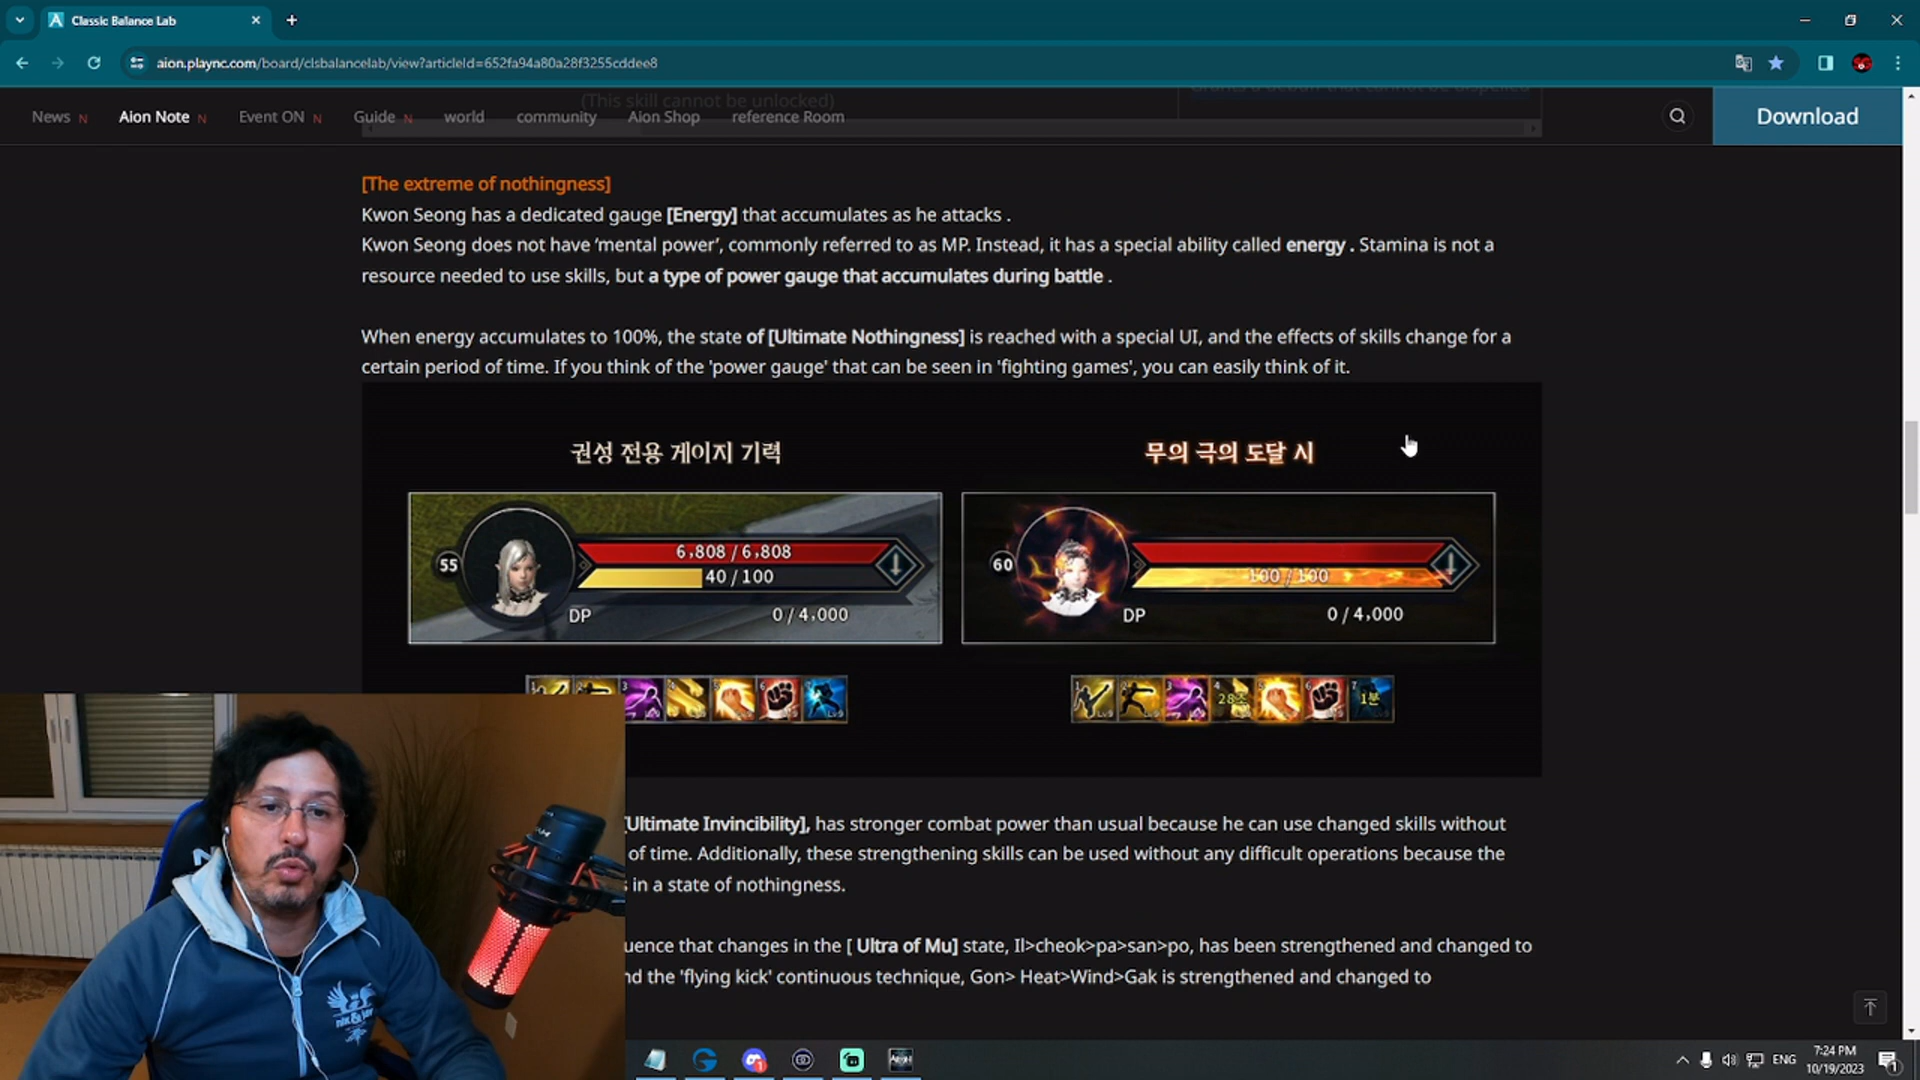 Classic Balance Lab
aion.plaync.com/board/clsbalancelab/view?articleId=652fa94a80a28f3255cddee8
(This skill cannot be unlocked)
News N Aion Note N Event ON N Guide N world community Aion Shop reference Room Download
[The extreme of nothingness]
Kwon Seong has a dedicated gauge [Energy] that accumulates as he attacks .
Kwon Seong does not have ‘mental power’, commonly referred to as MP. Instead, it has a special ability called energy . Stamina is not a
resource needed to use skills, but a type of power gauge that accumulates during battle .
When energy accumulates to 100%, the state of [Ultimate Nothingness] is reached with a special UI, and the effects of skills change for a
certain period of time. If you think of the 'power gauge' that can be seen in 'fighting games', you can easily think of it.
권성 전용 게이지 기력
무의 극의 도달 시
55
6,808 / 6,808
40 / 100
DP 0 / 4,000
60
100 / 100
DP 0 / 4,000
28초
1분
[Ultimate Invincibility], has stronger combat power than usual because he can use changed skills without
of time. Additionally, these strengthening skills can be used without any difficult operations because the
in a state of nothingness.
that changes in the [ Ultra of Mu] state, Il>cheok>pa>san>po, has been strengthened and changed to
the 'flying kick' continuous technique, Gon> Heat>Wind>Gak is strengthened and changed to
ENG
7:24 PM
10/19/2023